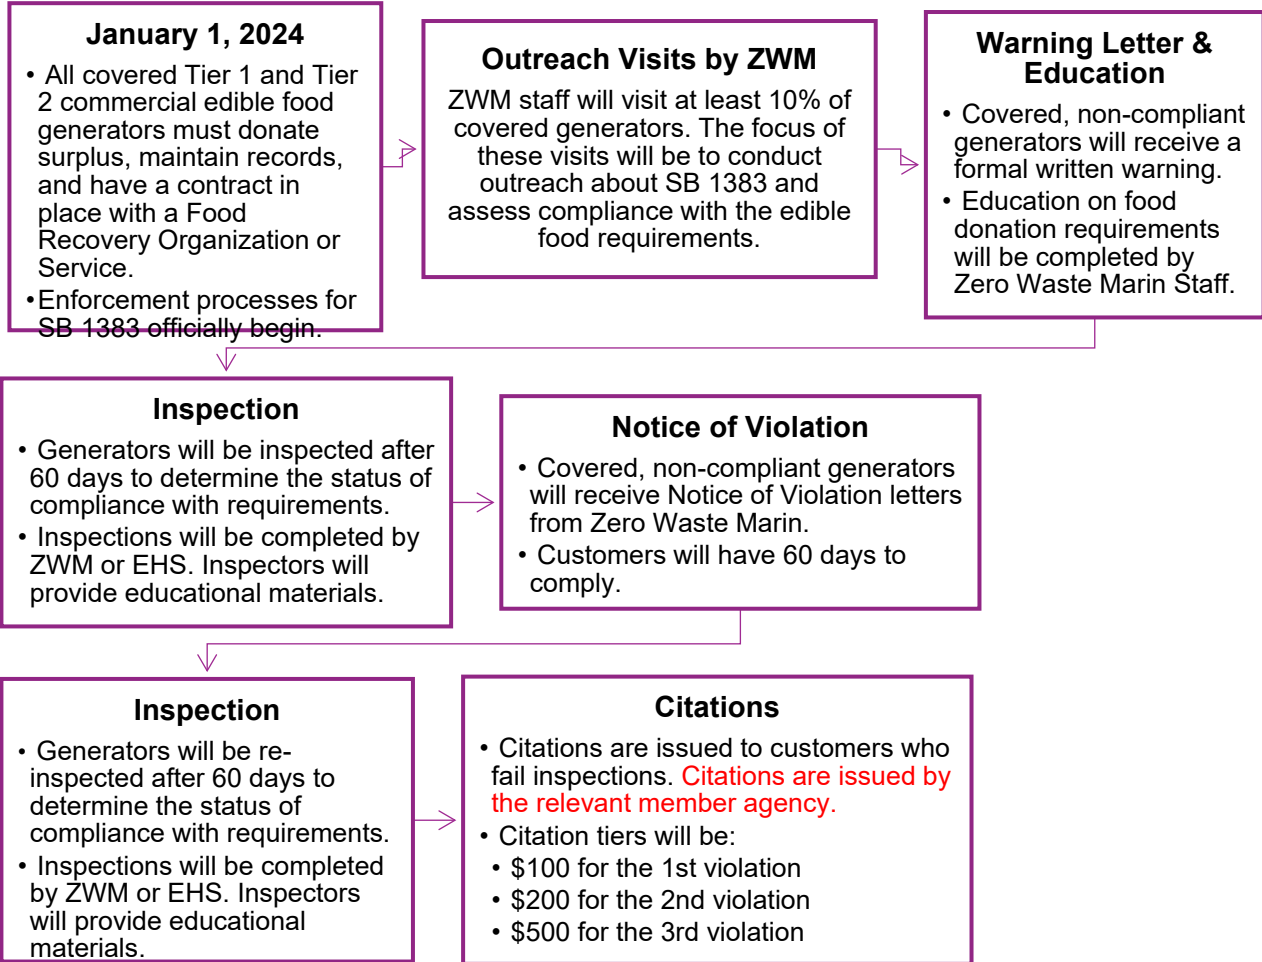 January 1, 2024
• All covered Tier 1 and Tier
2 commercial edible food
generators must donate
surplus, maintain records,
and have a contract in
place with a Food
Recovery Organization or
Service.
•Enforcement processes for
SB 1383 officially begin.
Outreach Visits by ZWM
ZWM staff will visit at least 10% of
covered generators. The focus of
these visits will be to conduct
outreach about SB 1383 and
assess compliance with the edible
food requirements.
Warning Letter &
Education
• Covered, non-compliant
generators will receive a
formal written warning.
• Education on food
donation requirements
will be completed by
Zero Waste Marin Staff.
Inspection
• Generators will be inspected after
60 days to determine the status of
compliance with requirements.
• Inspections will be completed by
ZWM or EHS. Inspectors will
provide educational materials.
Notice of Violation
• Covered, non-compliant generators
will receive Notice of Violation letters
from Zero Waste Marin.
• Customers will have 60 days to
comply.
Inspection
• Generators will be re-
inspected after 60 days to
determine the status of
compliance with requirements.
• Inspections will be completed
by ZWM or EHS. Inspectors
will provide educational
materials.
Citations
• Citations are issued to customers who
fail inspections. Citations are issued by
the relevant member agency.
• Citation tiers will be:
• $100 for the 1st violation
• $200 for the 2nd violation
• $500 for the 3rd violation